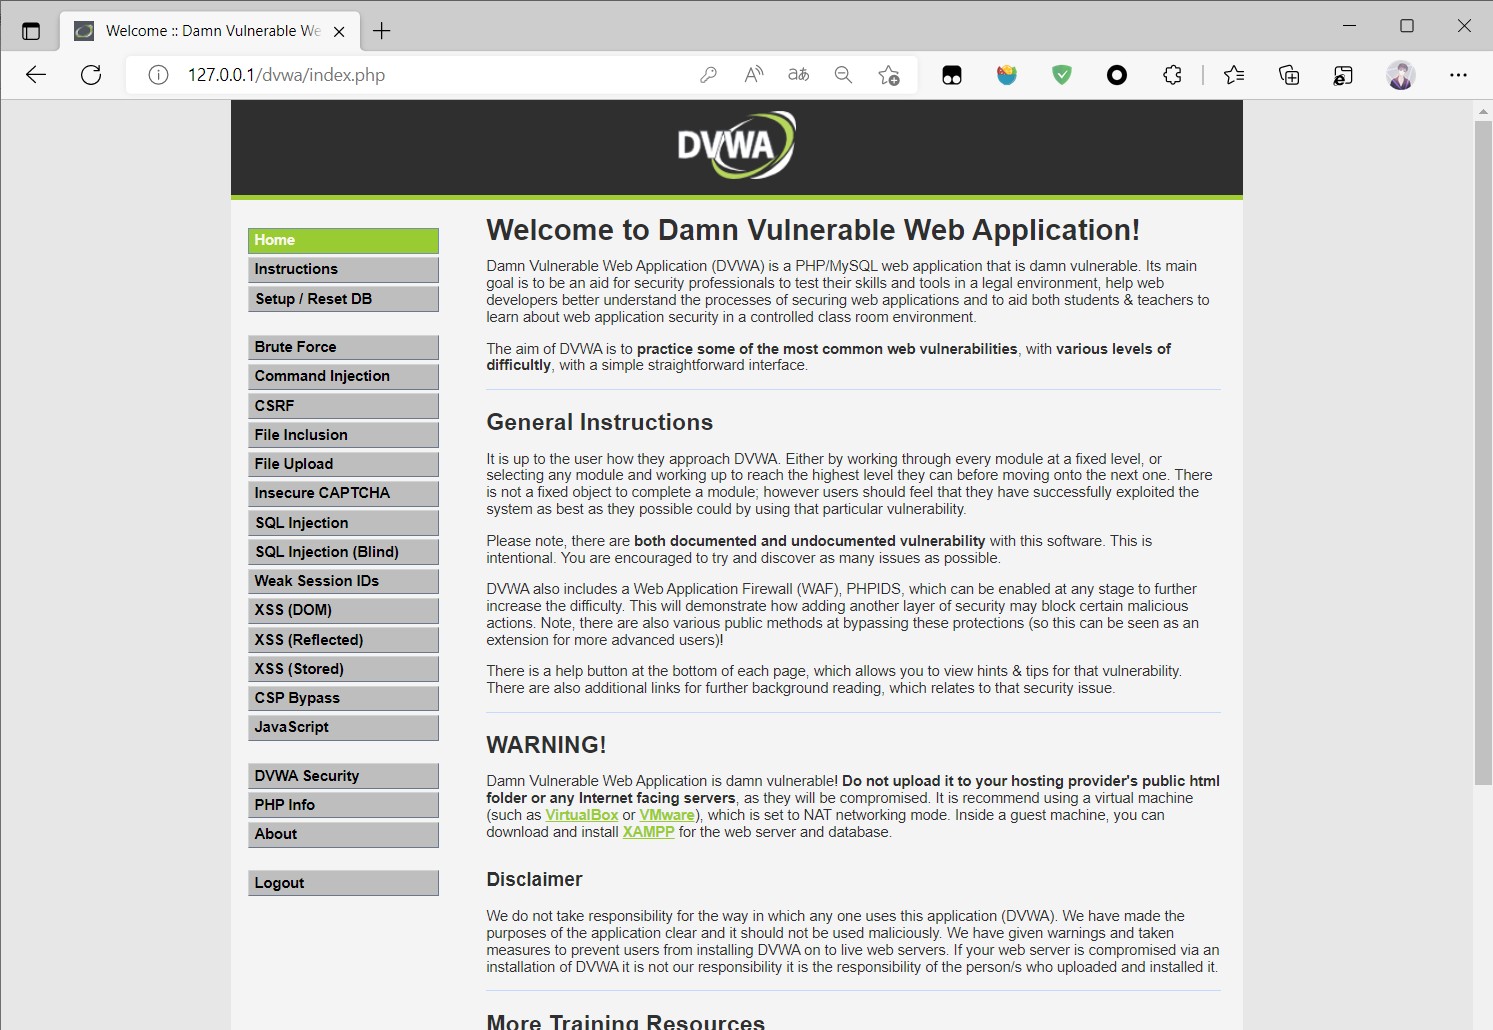 Welcome :: Damn Vulnerable We
127.0.0.1/dvwa/index.php
DVWA
Home
Instructions
Setup / Reset DB
Brute Force
Command Injection
CSRF
File Inclusion
File Upload
Insecure CAPTCHA
SQL Injection
SQL Injection (Blind)
Weak Session IDs
XSS (DOM)
XSS (Reflected)
XSS (Stored)
CSP Bypass
JavaScript
DVWA Security
PHP Info
About
Logout
Welcome to Damn Vulnerable Web Application!
Damn Vulnerable Web Application (DVWA) is a PHP/MySQL web application that is damn vulnerable. Its main
goal is to be an aid for security professionals to test their skills and tools in a legal environment, help web
developers better understand the processes of securing web applications and to aid both students & teachers to
learn about web application security in a controlled class room environment.
The aim of DVWA is to practice some of the most common web vulnerabilities, with various levels of
difficultly, with a simple straightforward interface.
General Instructions
It is up to the user how they approach DVWA. Either by working through every module at a fixed level, or
selecting any module and working up to reach the highest level they can before moving onto the next one. There
is not a fixed object to complete a module; however users should feel that they have successfully exploited the
system as best as they possible could by using that particular vulnerability.
Please note, there are both documented and undocumented vulnerability with this software. This is
intentional. You are encouraged to try and discover as many issues as possible.
DVWA also includes a Web Application Firewall (WAF), PHPIDS, which can be enabled at any stage to further
increase the difficulty. This will demonstrate how adding another layer of security may block certain malicious
actions. Note, there are also various public methods at bypassing these protections (so this can be seen as an
extension for more advanced users)!
There is a help button at the bottom of each page, which allows you to view hints & tips for that vulnerability.
There are also additional links for further background reading, which relates to that security issue.
WARNING!
Damn Vulnerable Web Application is damn vulnerable! Do not upload it to your hosting provider's public html
folder or any Internet facing servers, as they will be compromised. It is recommend using a virtual machine
(such as VirtualBox or VMware), which is set to NAT networking mode. Inside a guest machine, you can
download and install XAMPP for the web server and database.
Disclaimer
We do not take responsibility for the way in which any one uses this application (DVWA). We have made the
purposes of the application clear and it should not be used maliciously. We have given warnings and taken
measures to prevent users from installing DVWA on to live web servers. If your web server is compromised via an
installation of DVWA it is not our responsibility it is the responsibility of the person/s who uploaded and installed it.
More Training Resources